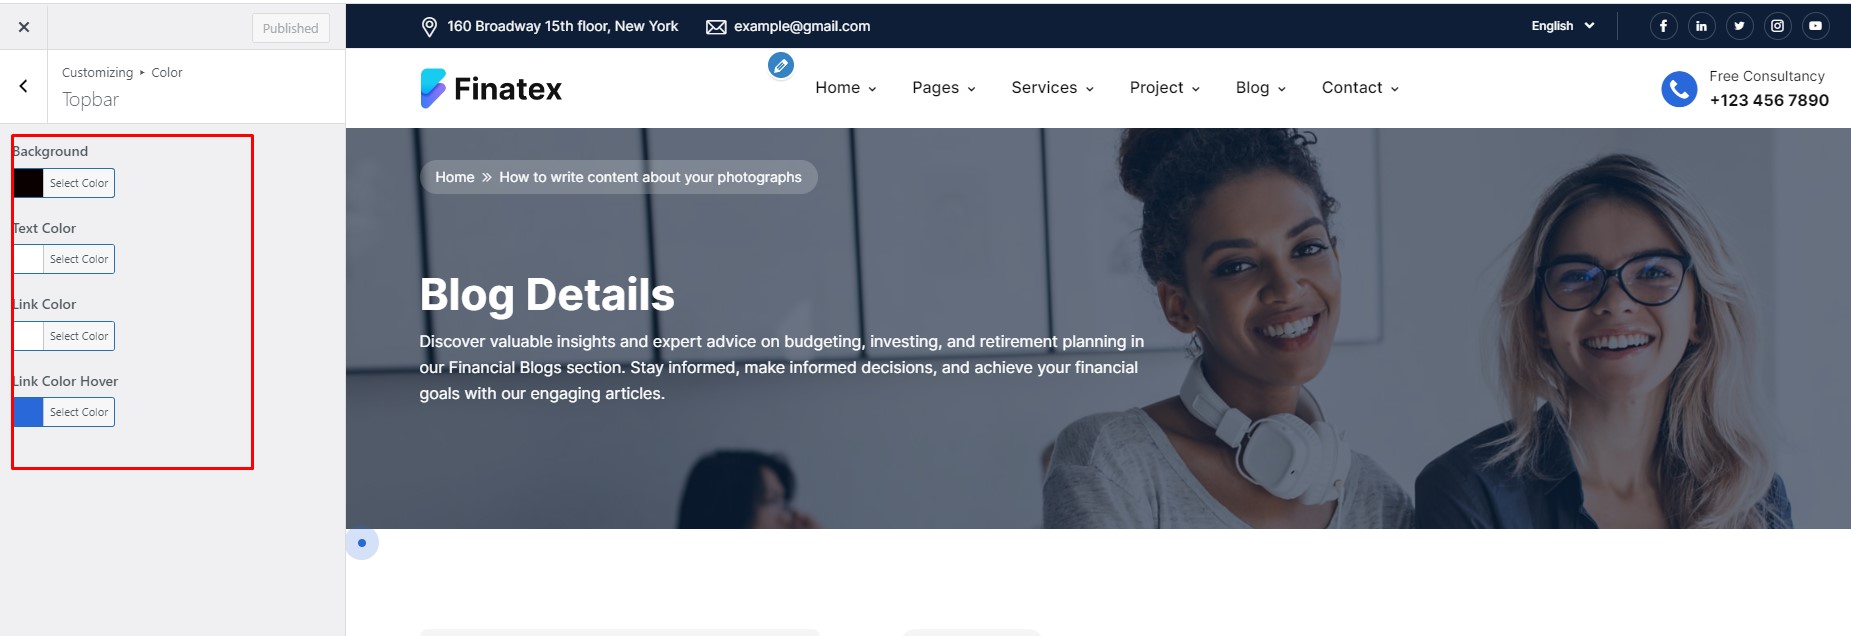 Published
Customizing ▸ Color
Topbar
Background
Select Color
Text Color
Select Color
Link Color
Select Color
Link Color Hover
Select Color
160 Broadway 15th floor, New York
example@gmail.com
English
Finatex
Home
Pages
Services
Project
Blog
Contact
Free Consultancy
+123 456 7890
Home » How to write content about your photographs
Blog Details
Discover valuable insights and expert advice on budgeting, investing, and retirement planning in
our Financial Blogs section. Stay informed, make informed decisions, and achieve your financial
goals with our engaging articles.